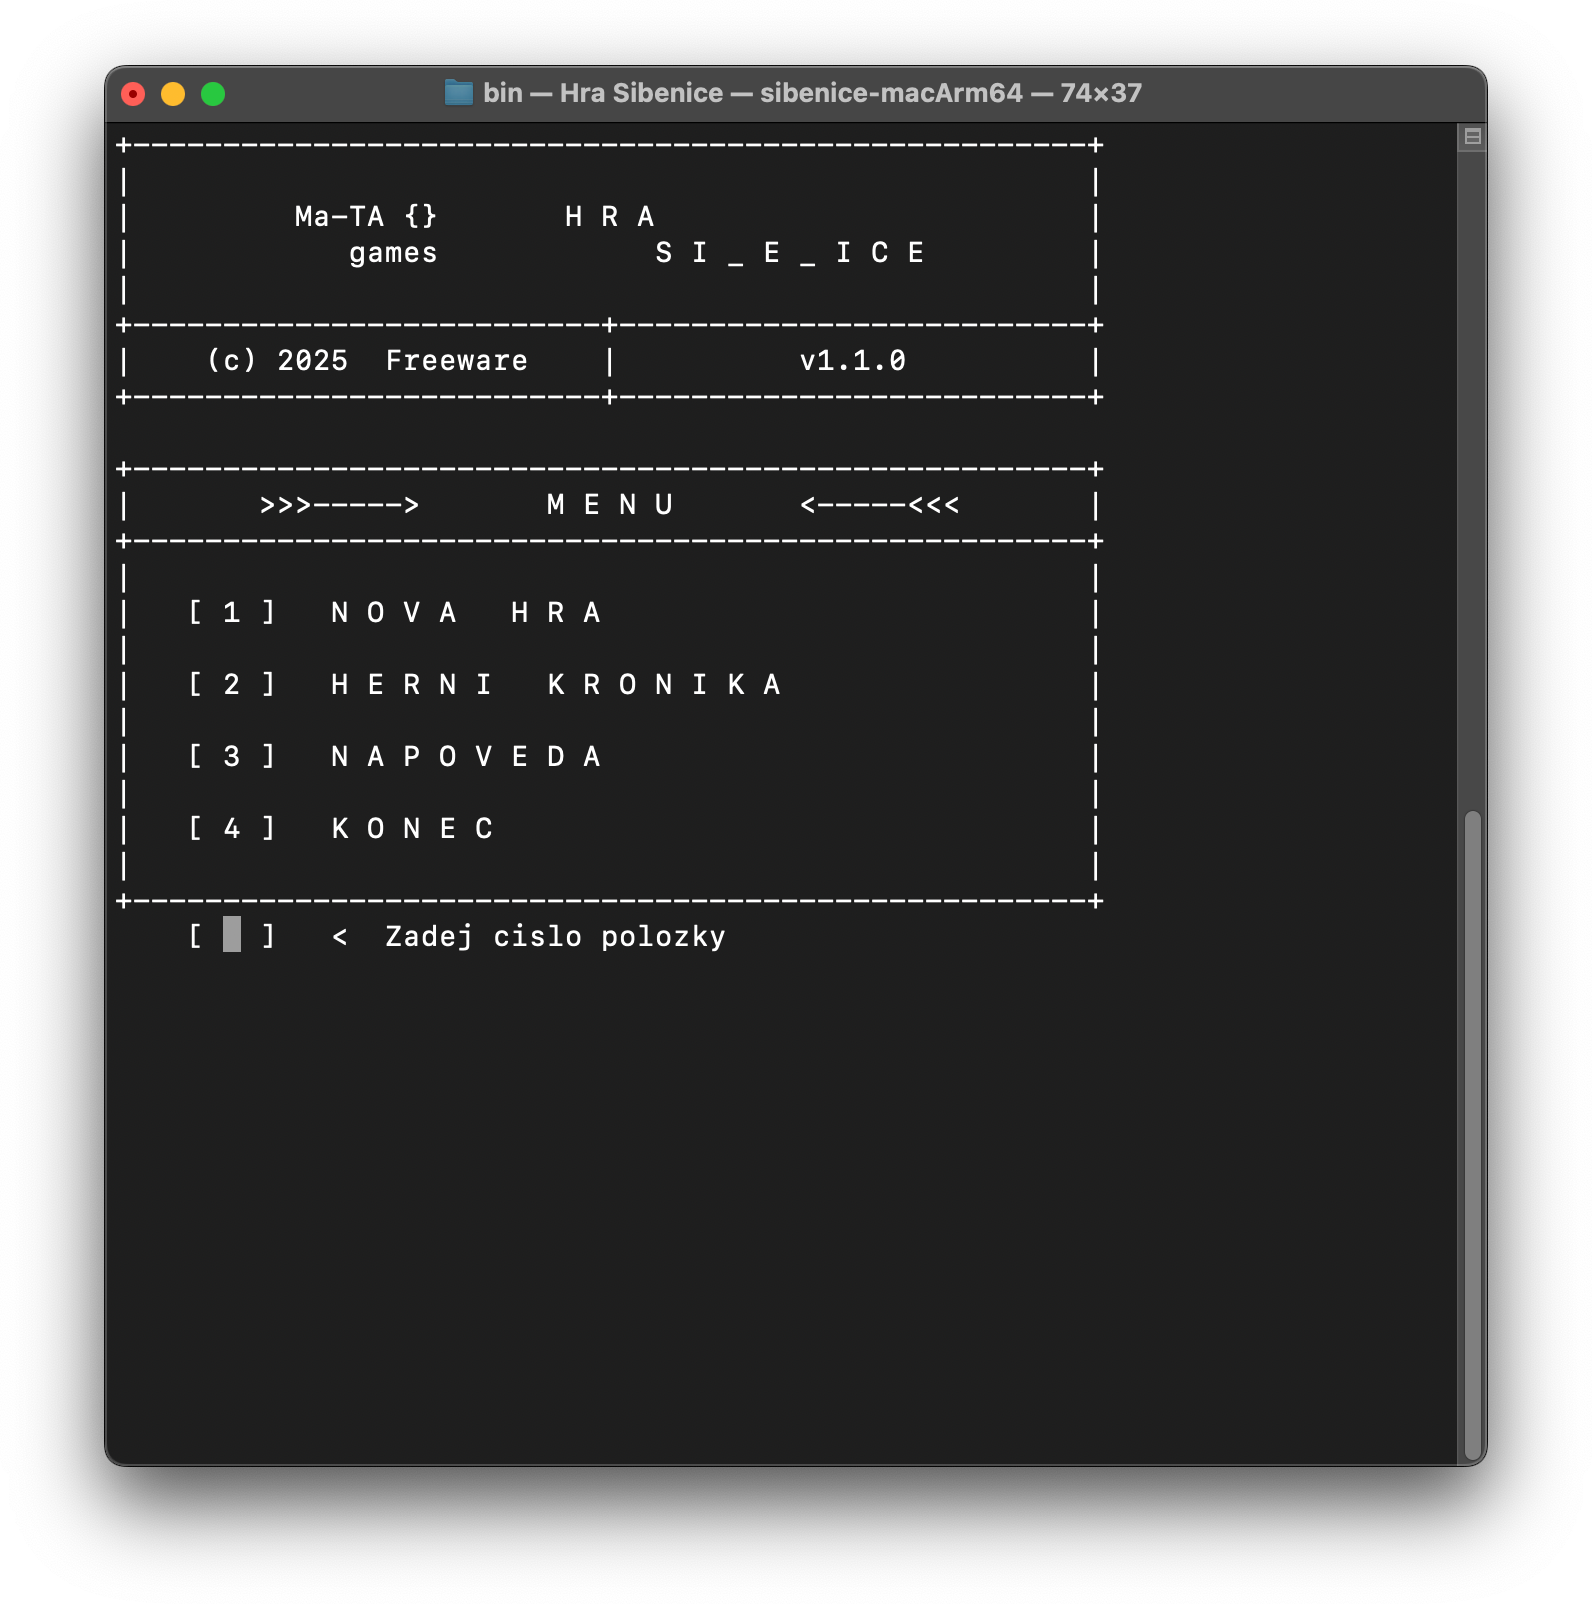 bin — Hra Sibenice — sibenice-macArm64 — 74×37
Ma-TA {} H R A
games S I _ E _ I C E
(c) 2025 Freeware | v1.1.0
>>>-----> M E N U <-----<<<
[ 1 ] N O V A H R A
[ 2 ] H E R N I K R O N I K A
[ 3 ] N A P O V E D A
[ 4 ] K O N E C
[ ] < Zadej cislo polozky